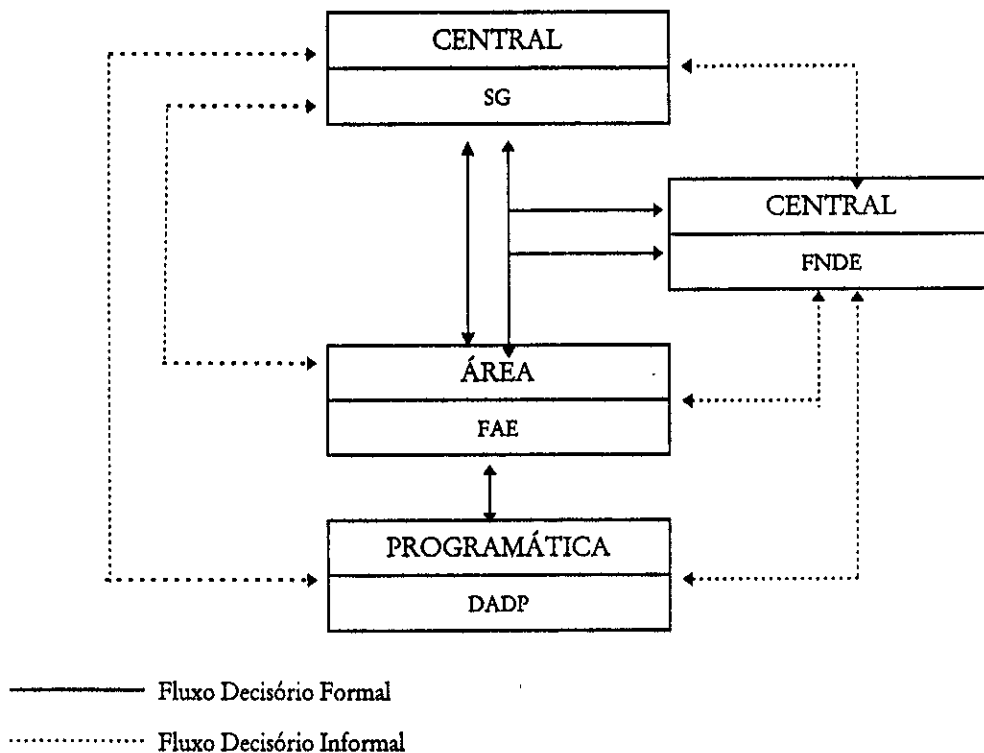 CENTRAL
SG
CENTRAL
FNDE
ÁREA
FAE
PROGRAMÁTICA
DADP
Fluxo Decisório Formal
Fluxo Decisório Informal